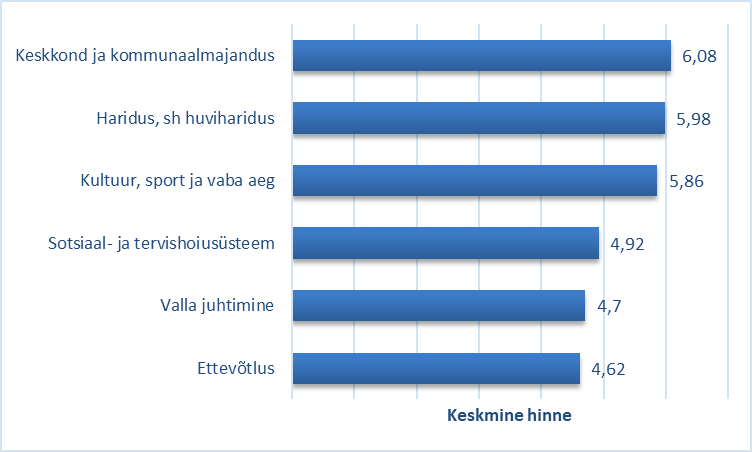 Keskkond ja kommunaalmajandus 6,08
Haridus, sh huviharidus 5,98
Kultuur, sport ja vaba aeg 5,86
Sotsiaal- ja tervishoiusüsteem 4,92
Valla juhtimine 4,7
Ettevõtlus 4,62
Keskmine hinne